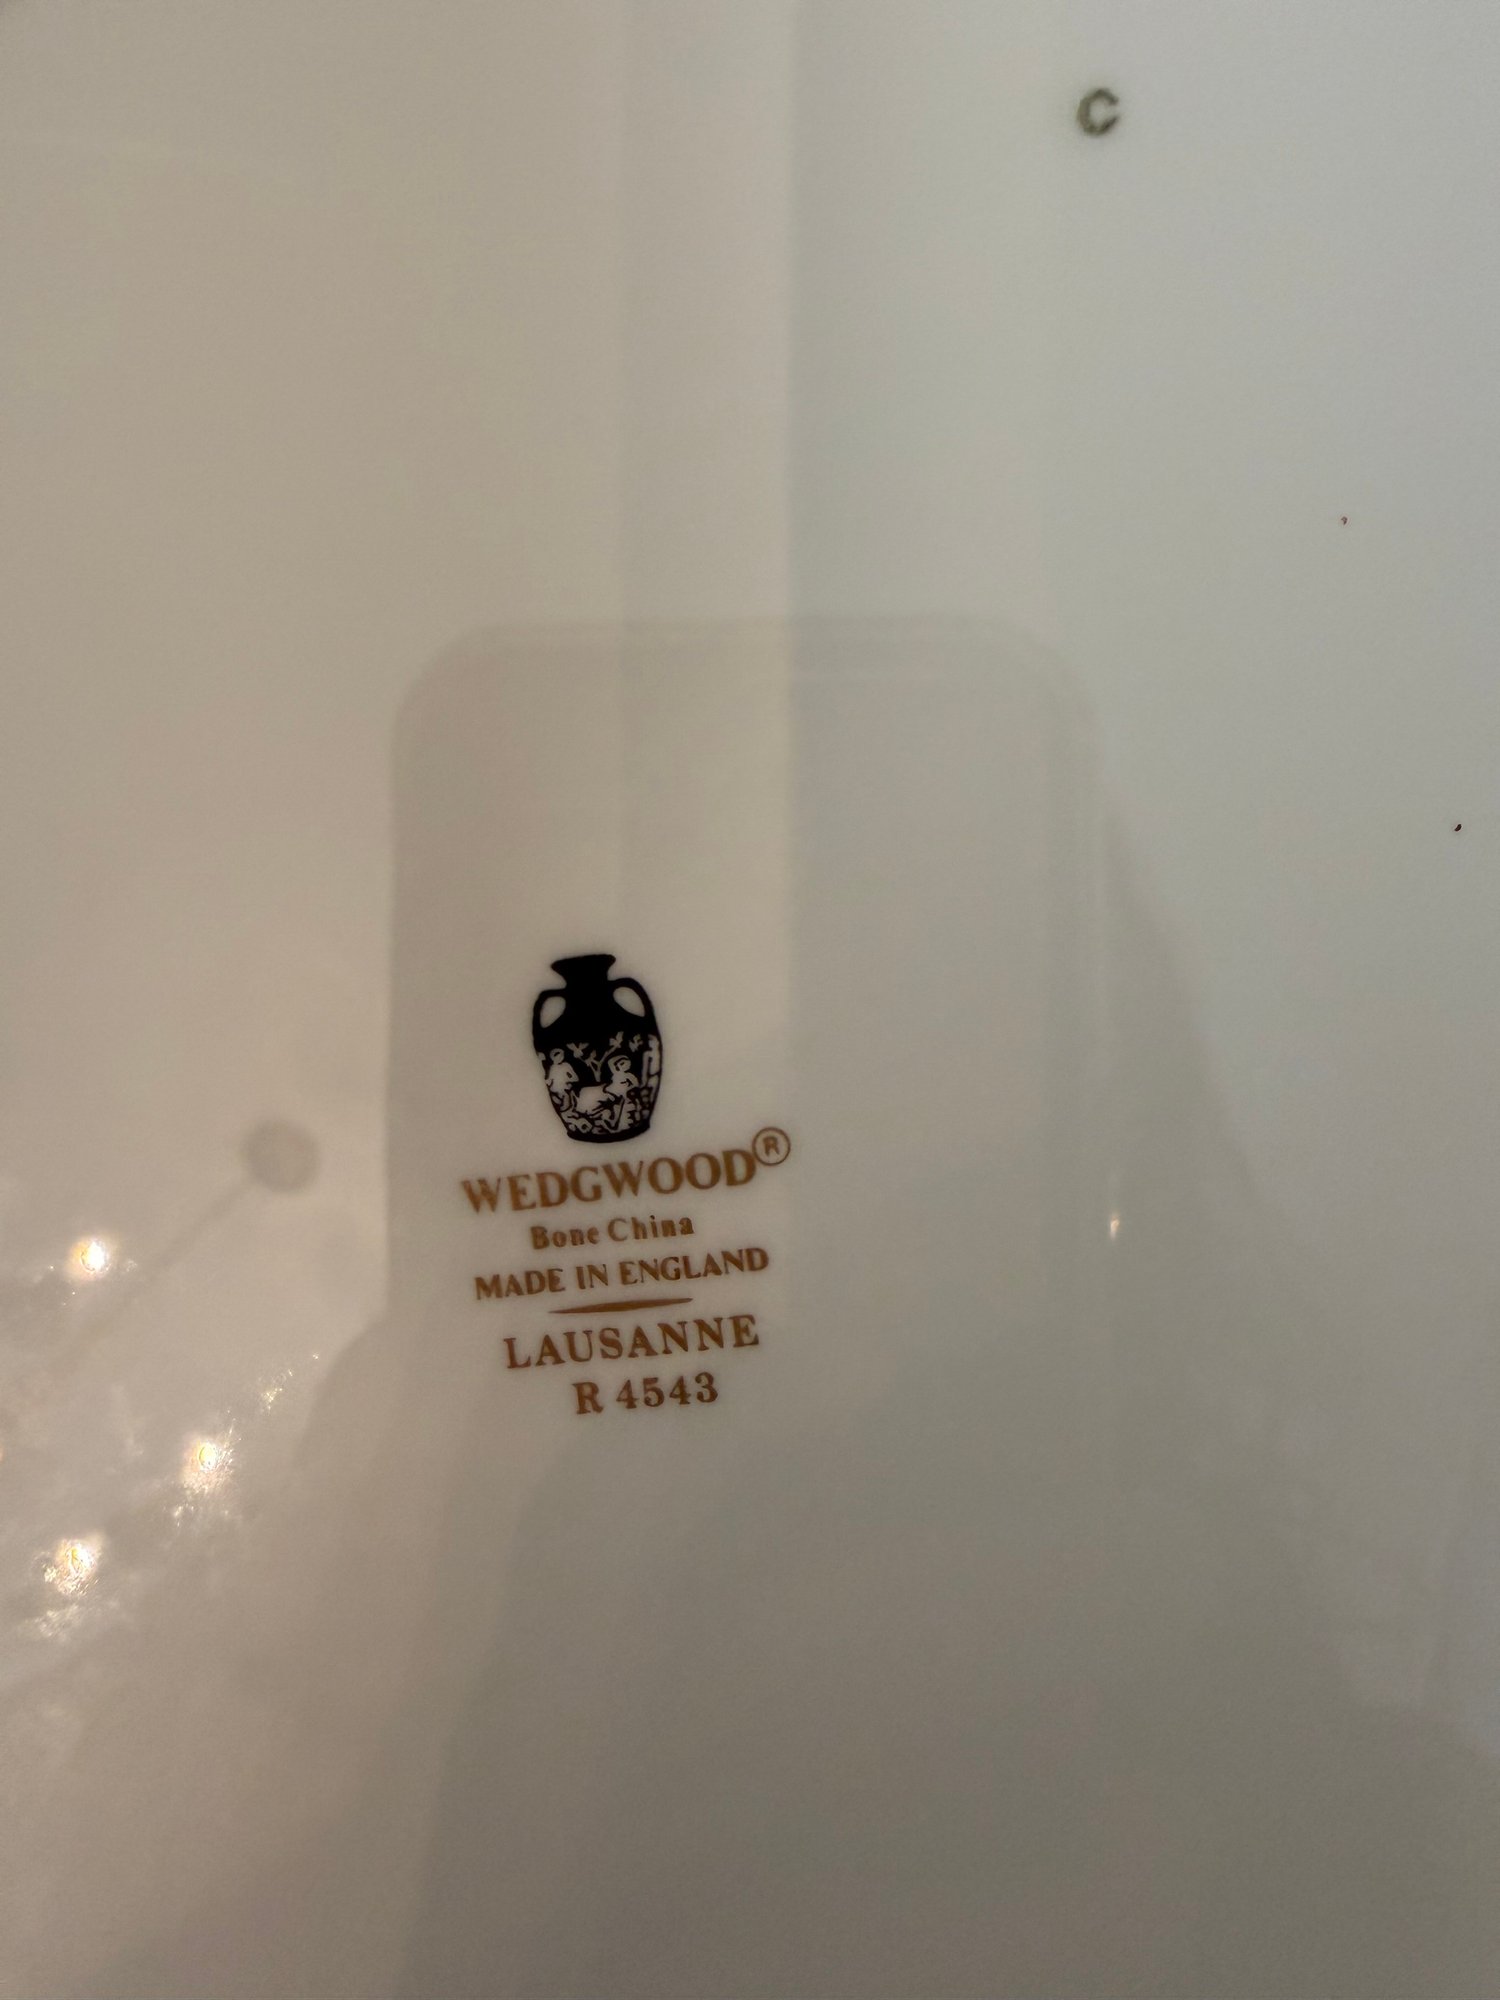 C
WEDGWOOD®
Bone China
MADE IN ENGLAND
LAUSANNE
R 4543